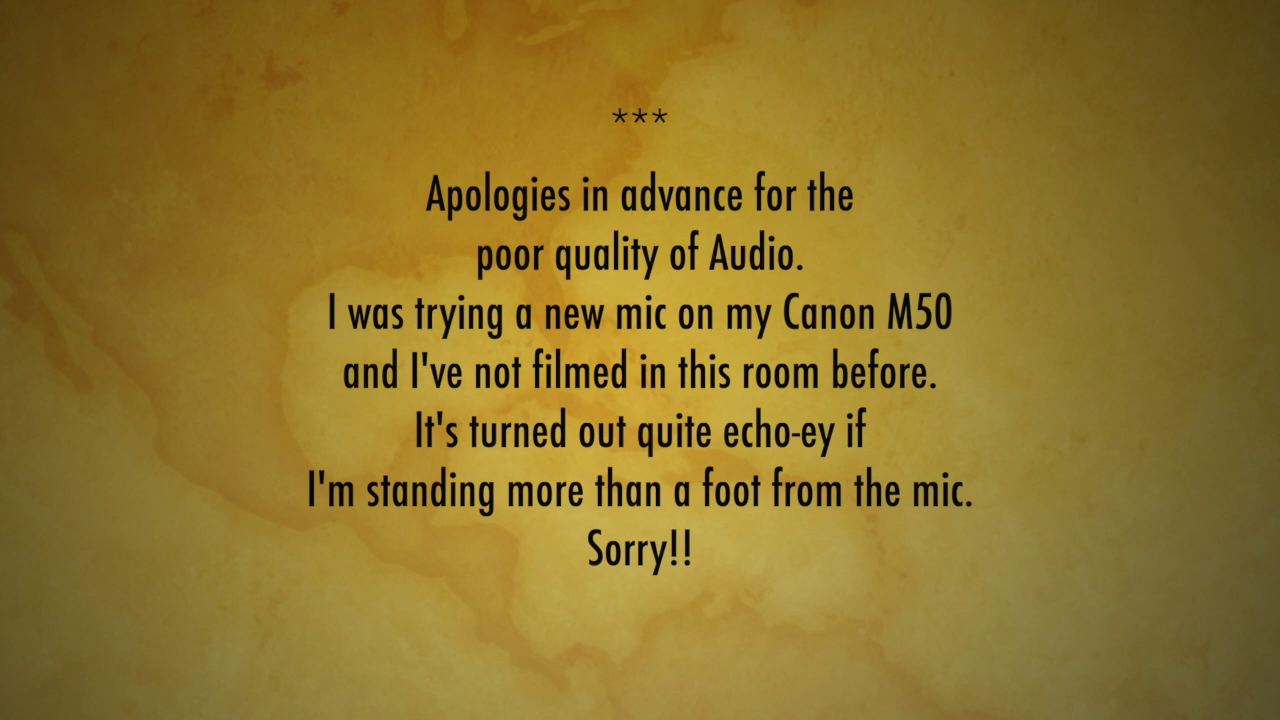 ***
Apologies in advance for the
poor quality of Audio.
I was trying a new mic on my Canon M50
and I've not filmed in this room before.
It's turned out quite echo-ey if
I'm standing more than a foot from the mic.
Sorry!!